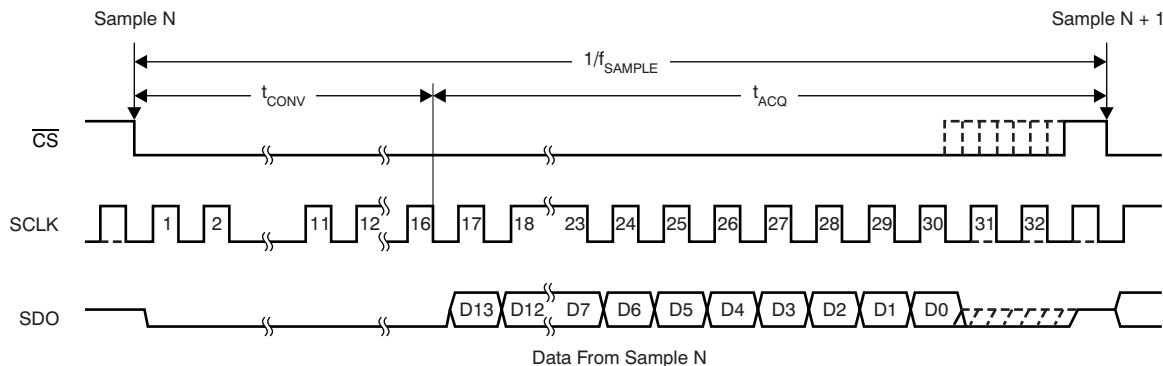 Sample N Sample N + 1
1/fSAMPLE
tCONV tACQ
CS
SCLK 1 2 11 12 16 17 18 23 24 25 26 27 28 29 30 31 32
SDO D13 D12 D7 D6 D5 D4 D3 D2 D1 D0
Data From Sample N